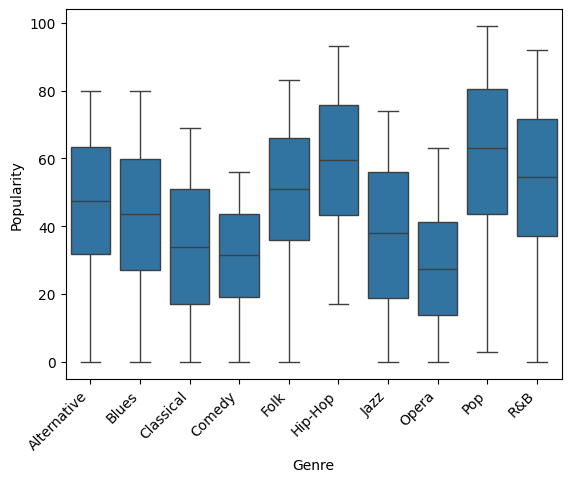 100
80
60
40
20
0
Popularity
Alternative
Blues
Classical
Comedy
Folk
Hip-Hop
Jazz
Opera
Pop
R&B
Genre